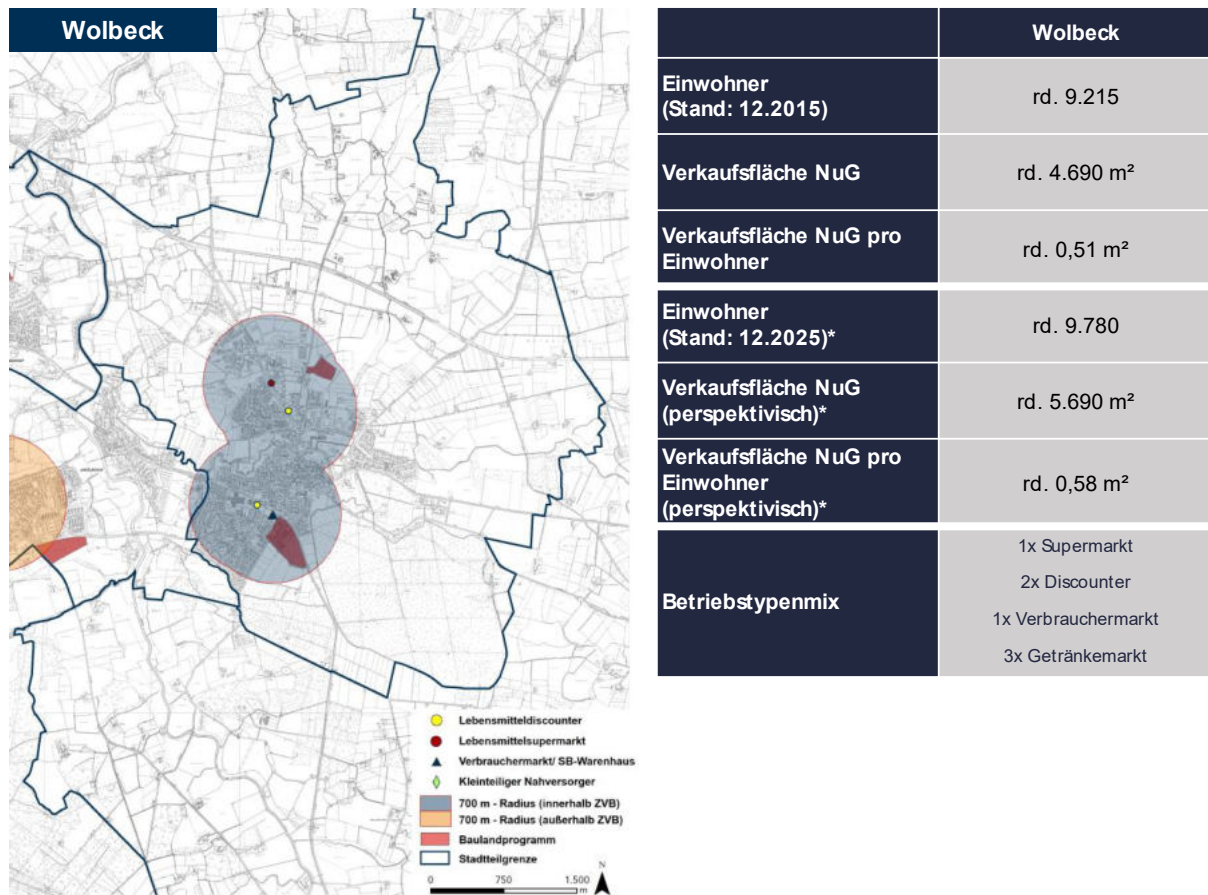 Wolbeck
Wolbeck
Einwohner
(Stand: 12.2015)
rd. 9.215
Verkaufsfläche NuG
rd. 4.690 m²
Verkaufsfläche NuG pro
Einwohner
rd. 0,51 m²
Einwohner
(Stand: 12.2025)*
rd. 9.780
Verkaufsfläche NuG
(perspektivisch)*
rd. 5.690 m²
Verkaufsfläche NuG pro
Einwohner
(perspektivisch)*
rd. 0,58 m²
Betriebstypenmix
1x Supermarkt
2x Discounter
1x Verbrauchermarkt
3x Getränkemarkt
Lebensmitteldiscounter
Lebensmittelsupermarkt
Verbrauchermarkt/ SB-Warenhaus
Kleinteiliger Nahversorger
700 m - Radius (innerhalb ZVB)
700 m - Radius (außerhalb ZVB)
Baulandprogramm
Stadtteilgrenze
N
0 750 1.500
m